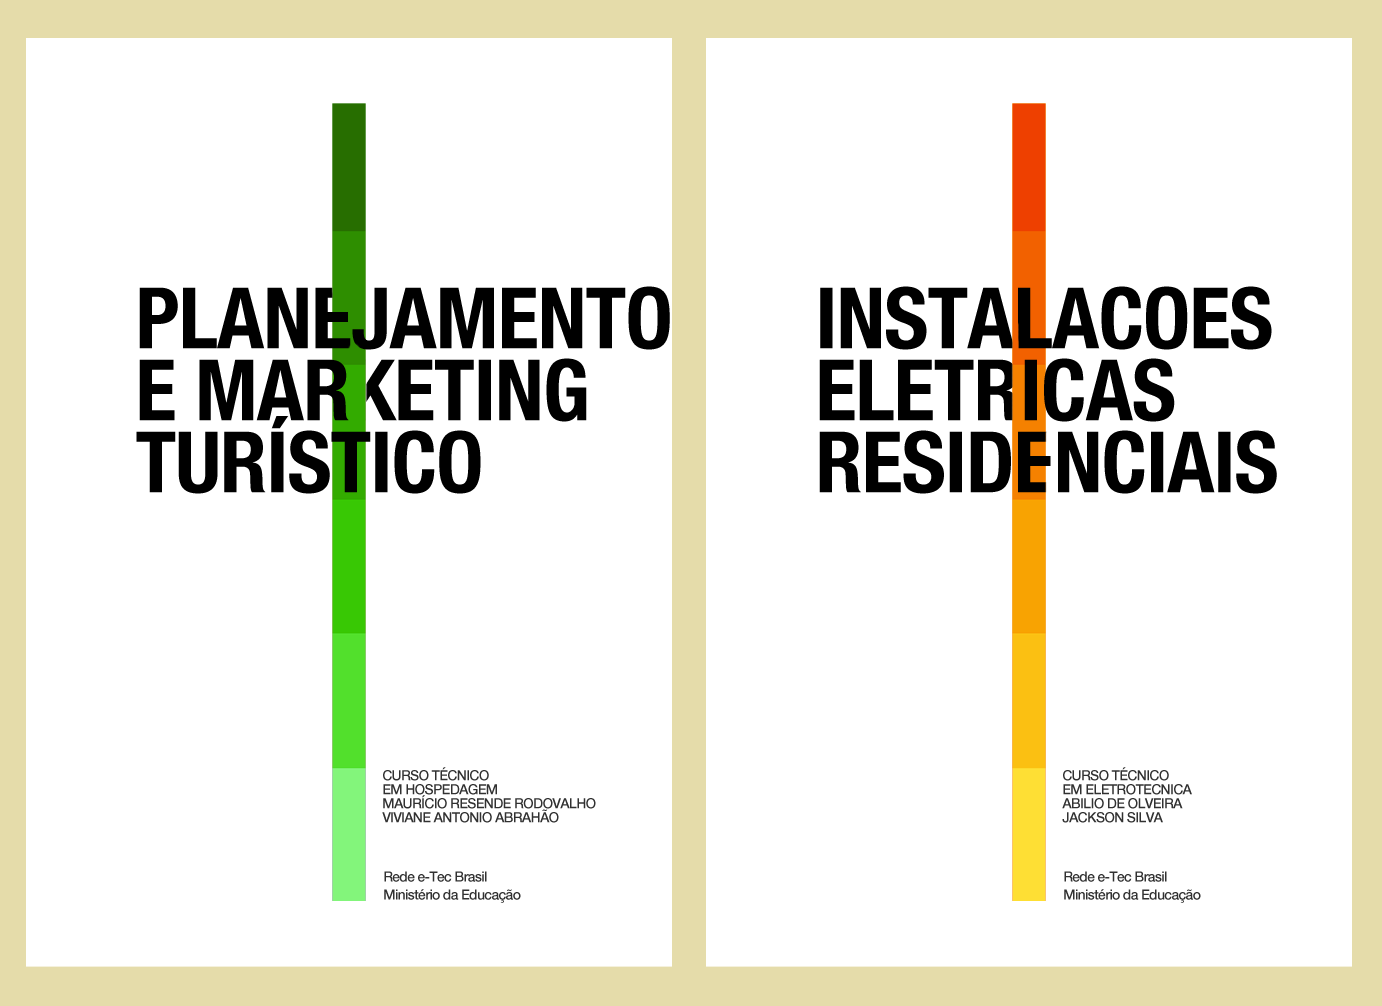 PLANEJAMENTO
E MARKETING
TURÍSTICO
CURSO TÉCNICO
EM HOSPEDAGEM
MAURÍCIO RESENDE RODOVALHO
VIVIANE ANTONIO ABRAHÃO
Rede e-Tec Brasil
Ministério da Educação
INSTALACOES
ELETRICAS
RESIDENCIAIS
CURSO TÉCNICO
EM ELETROTECNICA
ABILIO DE OLVEIRA
JACKSON SILVA
Rede e-Tec Brasil
Ministério da Educação